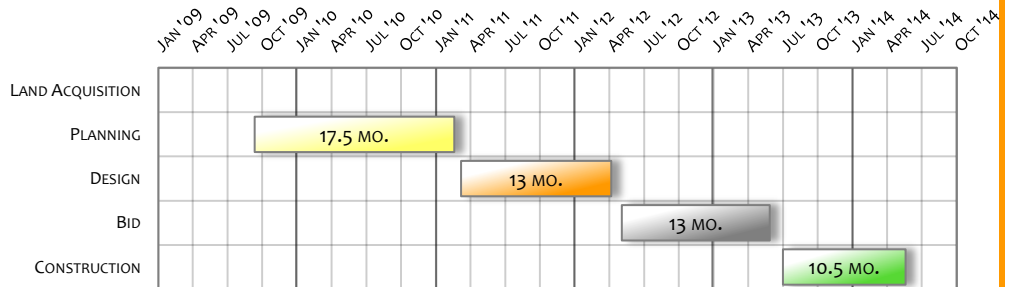 JAN '09 APR '09 JUL '09 OCT '09 JAN '10 APR '10 JUL '10 OCT '10 JAN '11 APR '11 JUL '11 OCT '11 JAN '12 APR '12 JUL '12 OCT '12 JAN '13 APR '13 JUL '13 OCT '13 JAN '14 APR '14 JUL '14 OCT '14
LAND ACQUISITION
PLANNING 17.5 MO.
DESIGN 13 MO.
BID 13 MO.
CONSTRUCTION 10.5 MO.